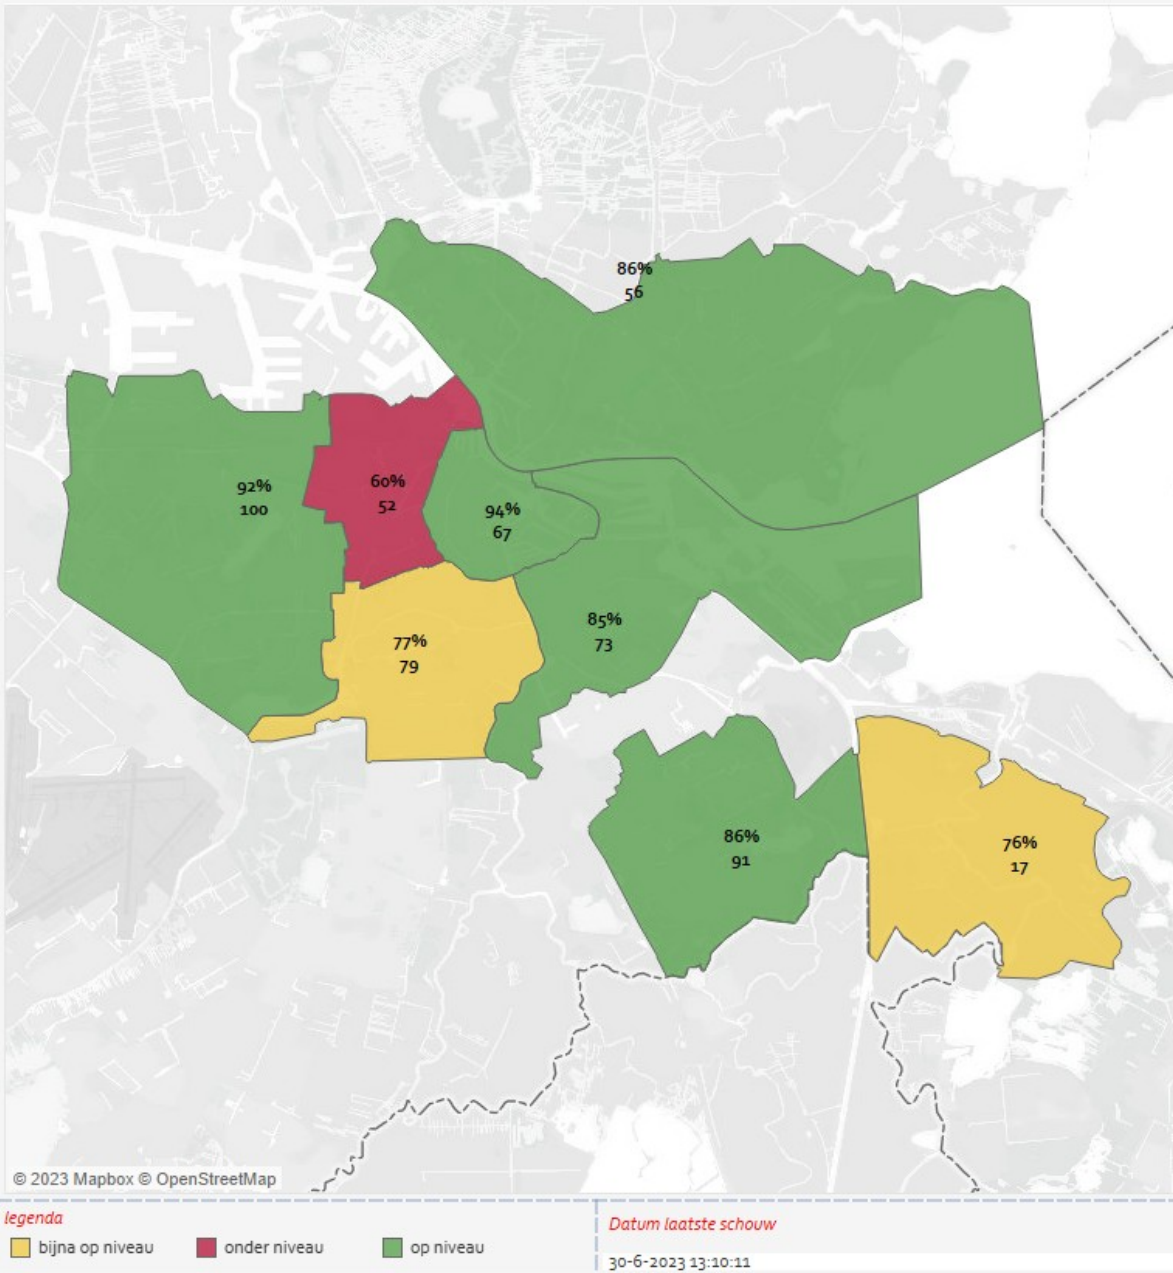 86%
56
92%
100
60%
52
94%
67
85%
73
77%
79
86%
91
76%
17
© 2023 Mapbox © OpenStreetMap
legenda
bijna op niveau
onder niveau
op niveau
Datum laatste schouw
30-6-2023 13:10:11